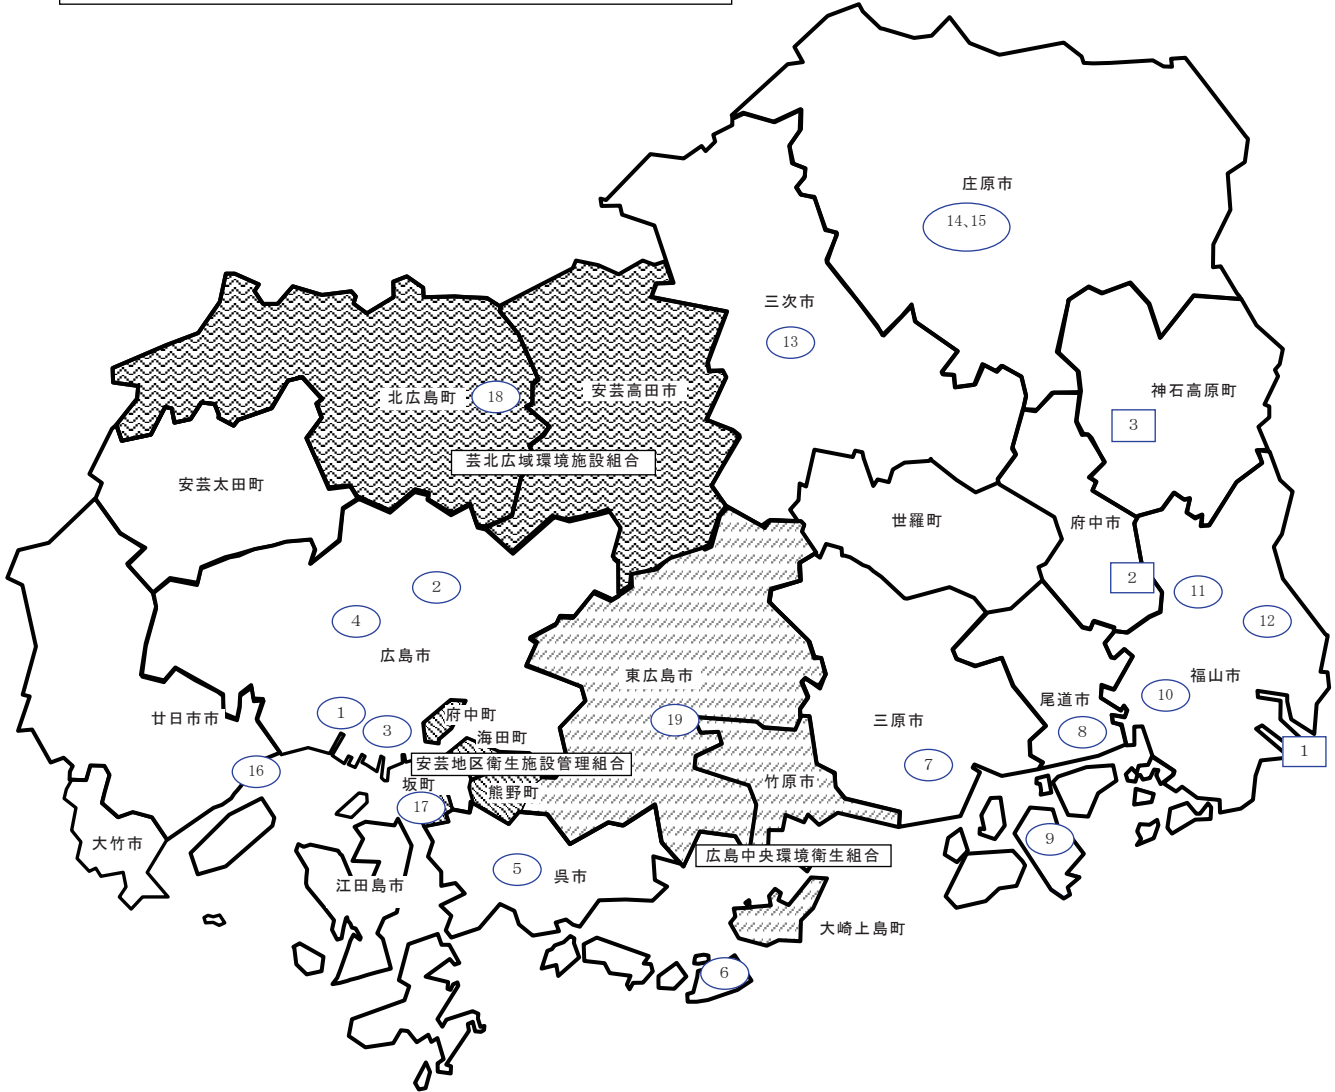 庄原市
14、15
三次市
13
北広島町
18
安芸高田市
神石高原町
3
芸北広域環境施設組合
安芸太田町
世羅町
府中市
2
2
11
4
12
広島市
東広島市
福山市
10
尾道市
廿日市市
1
3
府中町
19
三原市
8
海田町
1
安芸地区衛生施設管理組合
16
7
坂町
熊野町
竹原市
17
大竹市
9
広島中央環境衛生組合
5
呉市
江田島市
大崎上島町
6